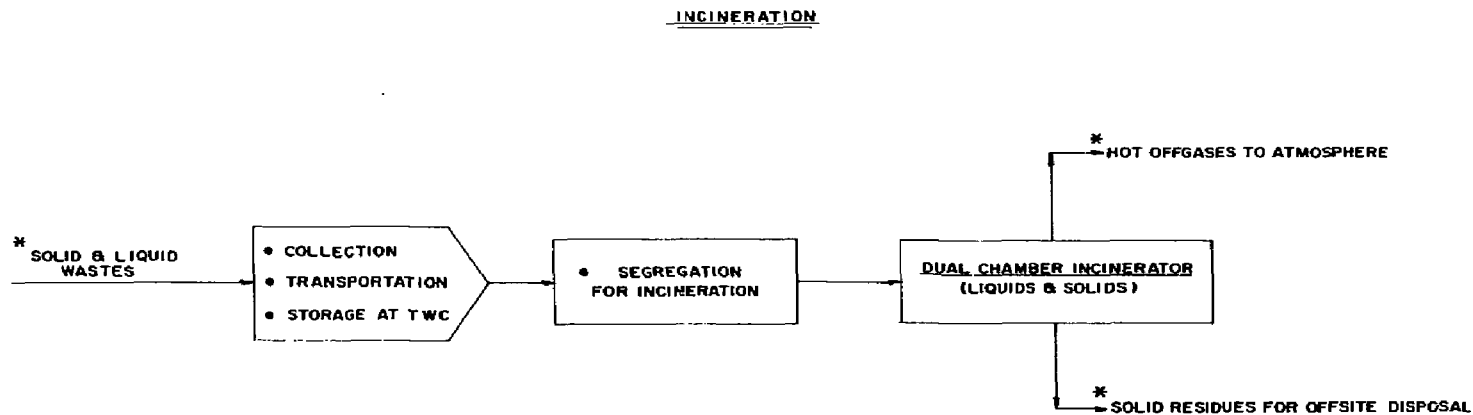 INCINERATION
*
HOT OFFGASES TO ATMOSPHERE
*
SOLID & LIQUID
WASTES
• COLLECTION
• TRANSPORTATION
• STORAGE AT TWC
• SEGREGATION
FOR INCINERATION
DUAL CHAMBER INCINERATOR
(LIQUIDS & SOLIDS)
*
SOLID RESIDUES FOR OFFSITE DISPOSAL